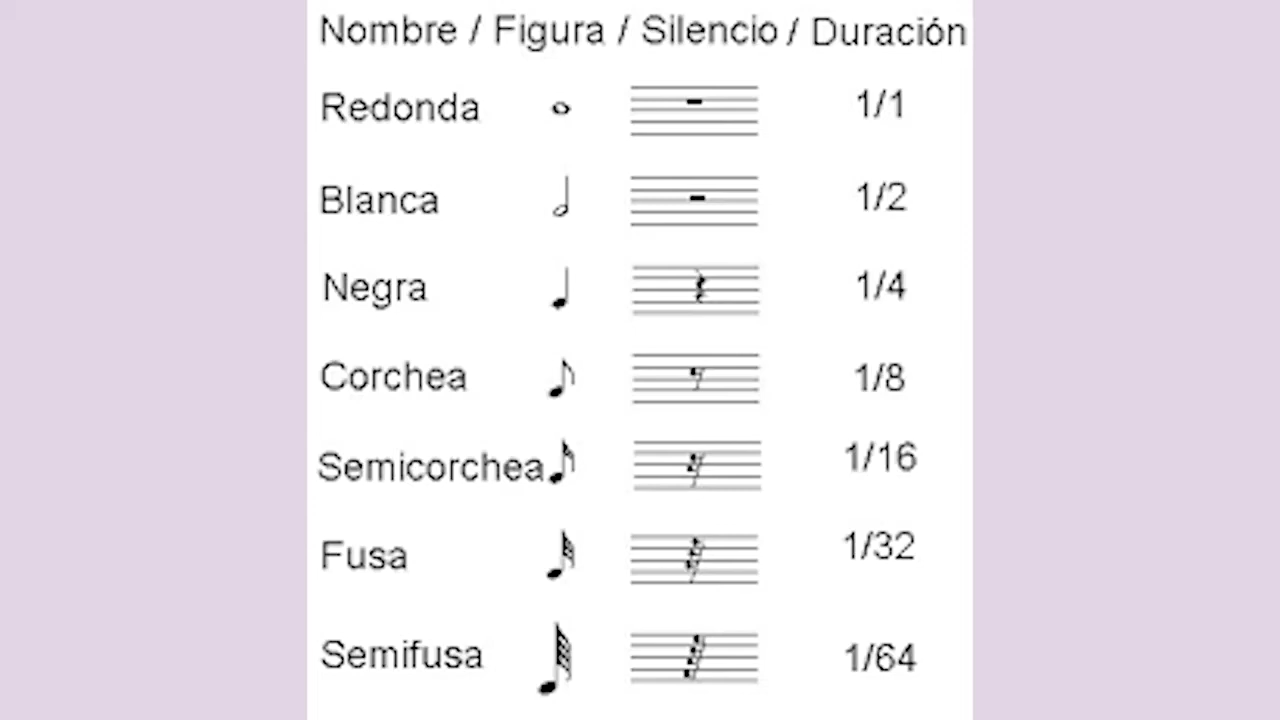 Nombre / Figura / Silencio / Duración
Redonda 1/1
Blanca 1/2
Negra 1/4
Corchea 1/8
Semicorchea 1/16
Fusa 1/32
Semifusa 1/64